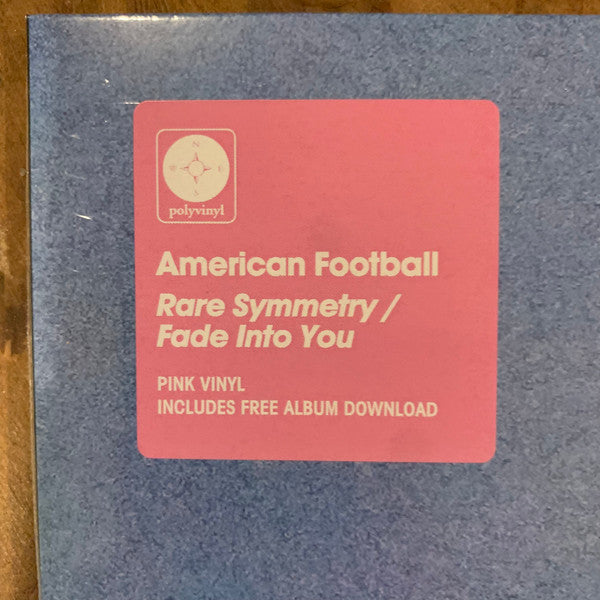 N
W E
S
polyvinyl
American Football
Rare Symmetry /
Fade Into You
PINK VINYL
INCLUDES FREE ALBUM DOWNLOAD